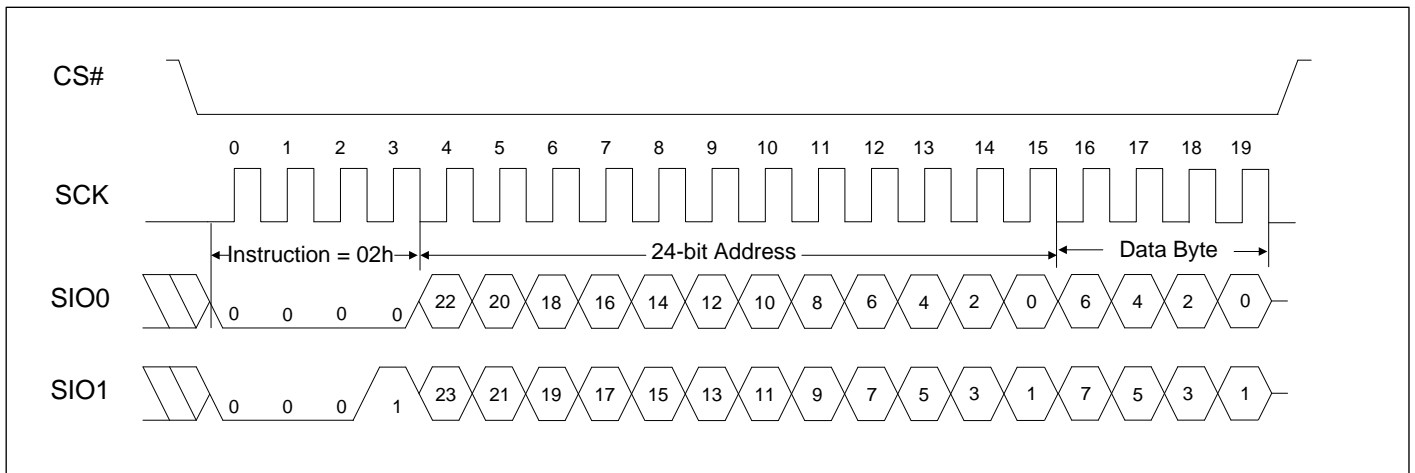 CS#
0 1 2 3 4 5 6 7 8 9 10 11 12 13 14 15 16 17 18 19
SCK
Instruction = 02h 24-bit Address Data Byte
SIO0 0 0 0 0 22 20 18 16 14 12 10 8 6 4 2 0 6 4 2 0
SIO1 0 0 0 1 23 21 19 17 15 13 11 9 7 5 3 1 7 5 3 1